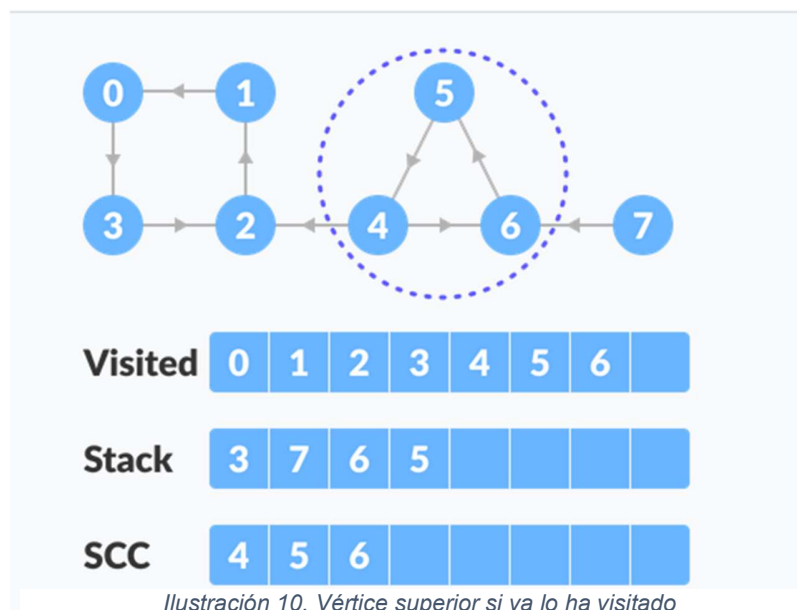 0 1 5
3 2 4 6 7
Visited 0 1 2 3 4 5 6
Stack 3 7 6 5
SCC 4 5 6
Ilustración 10. Vértice superior si ya lo ha visitado